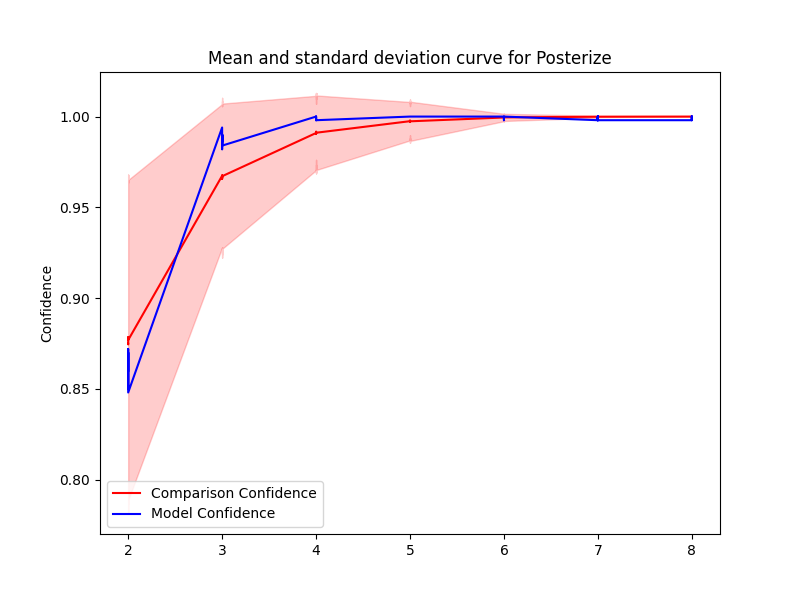 Mean and standard deviation curve for Posterize
Confidence
1.00
0.95
0.90
0.85
0.80
Comparison Confidence
Model Confidence
2 3 4 5 6 7 8